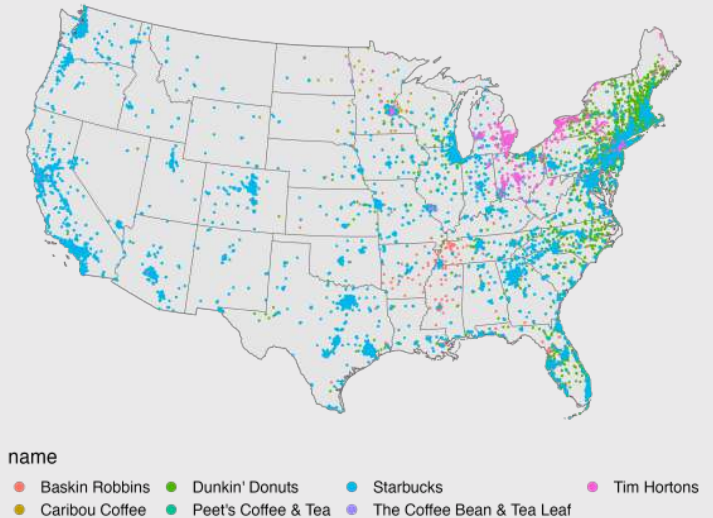 name
Baskin Robbins Dunkin' Donuts Starbucks Tim Hortons
Caribou Coffee Peet's Coffee & Tea The Coffee Bean & Tea Leaf